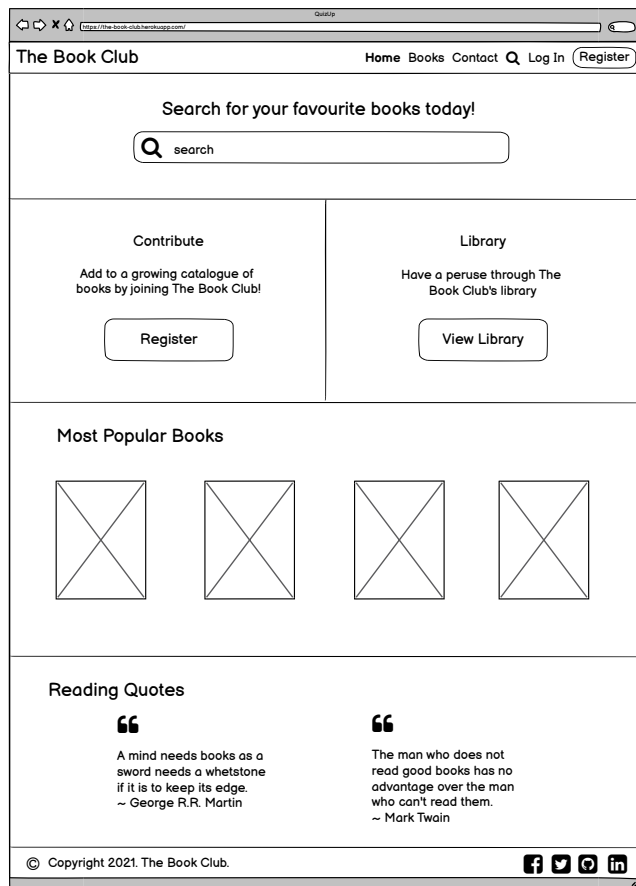 QuizUp
https://the-book-club.herokuapp.com/
The Book Club
Home Books Contact Log In Register
Search for your favourite books today!
search
Contribute
Add to a growing catalogue of
books by joining The Book Club!
Register
Library
Have a peruse through The
Book Club's library
View Library
Most Popular Books
Reading Quotes
❝
A mind needs books as a
sword needs a whetstone
if it is to keep its edge.
~ George R.R. Martin
❝
The man who does not
read good books has no
advantage over the man
who can't read them.
~ Mark Twain
© Copyright 2021. The Book Club.